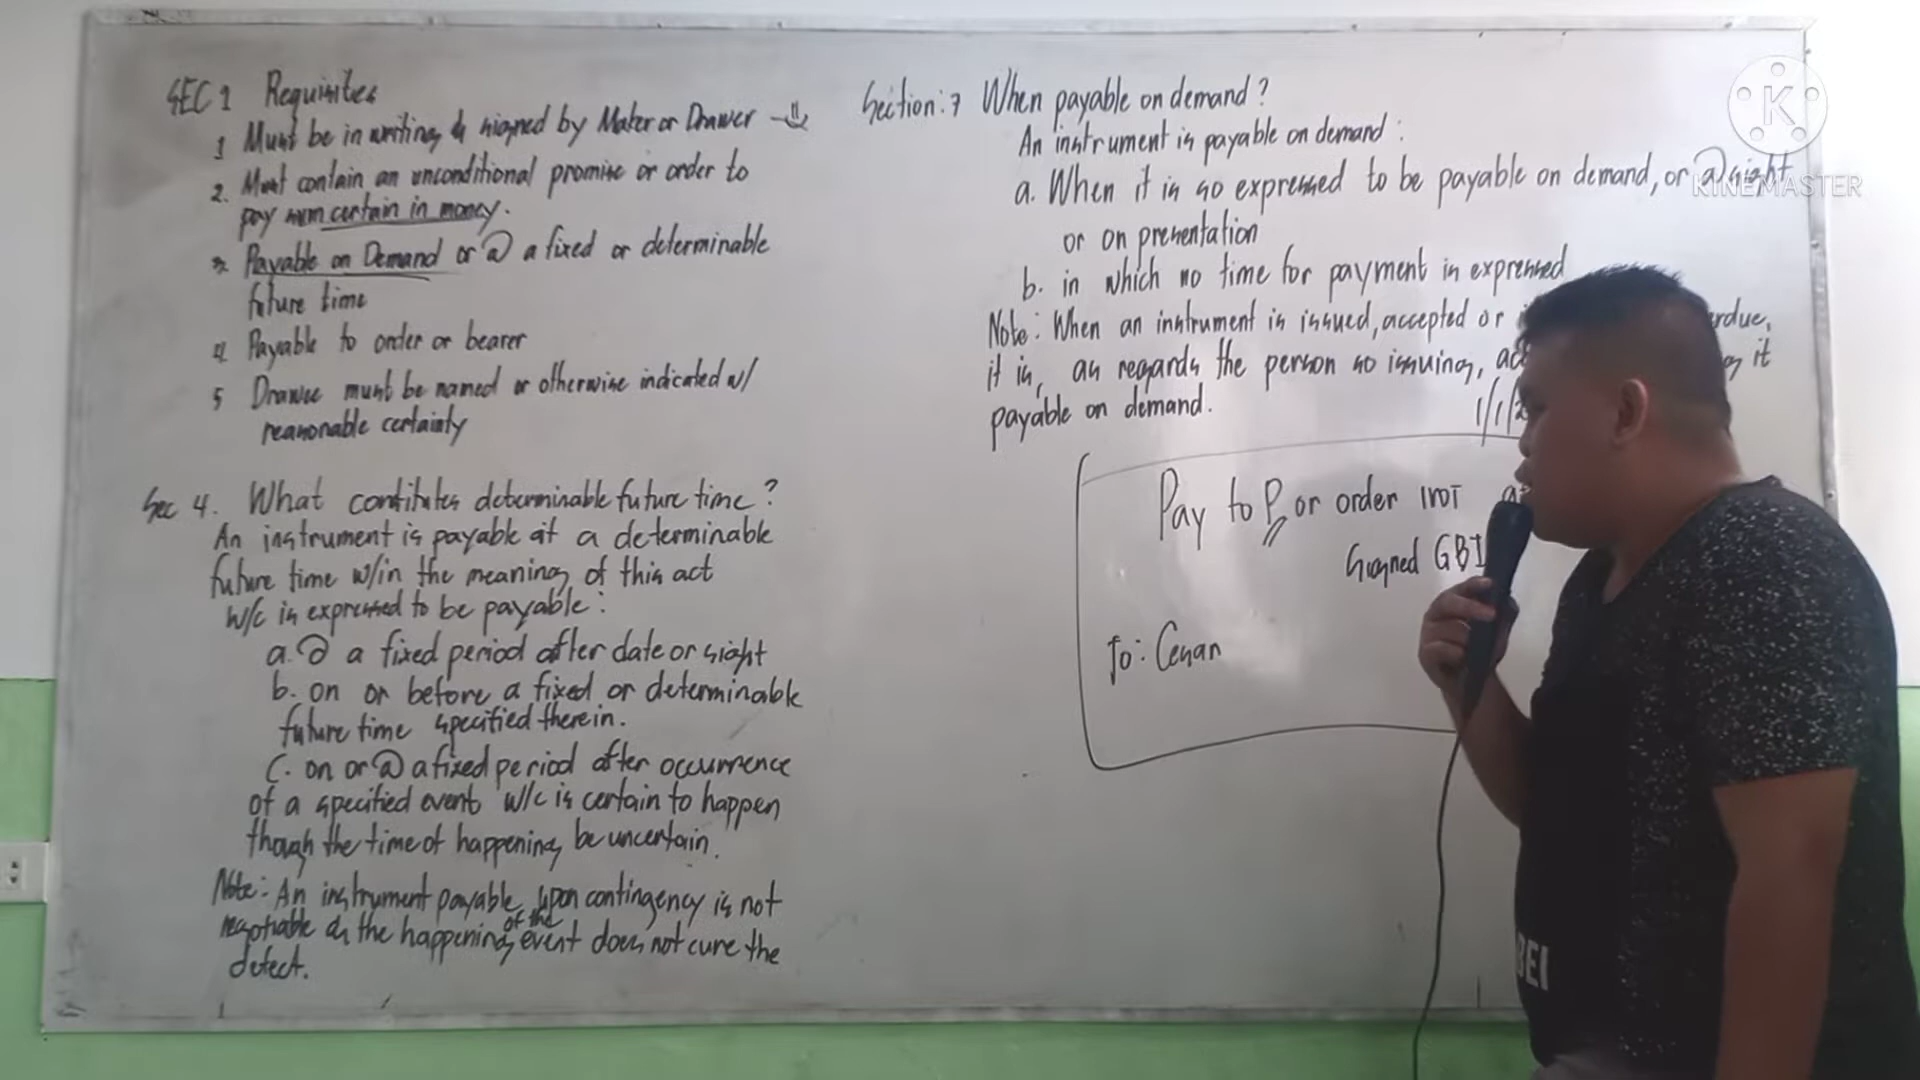 SEC 1 Requisites
1 Must be in writing & signed by Maker or Drawer
2. Must contain an unconditional promise or order to
pay sum certain in money.
3. Payable on Demand or @ a fixed or determinable
future time
4 Payable to order or bearer
5 Drawee must be named or otherwise indicated w/
reasonable certainty
Sec 4. What contitutes determinable future time?
An instrument is payable at a determinable
future time w/in the meaning of this act
w/c is expressed to be payable:
a. @ a fixed period after date or sight
b. on or before a fixed or determinable
future time specified therein.
C. on or @ a fixed period after occurrence
of a specified event w/c is certain to happen
though the time of happening be uncertain.
Note: An instrument payable upon contingency is not
negotiable & the happening of the event does not cure the
defect.
Section: 7 When payable on demand?
An instrument is payable on demand:
a. When it is so expressed to be payable on demand, or @ sight
or on presentation
b. in which no time for payment is expressed
Note: When an instrument is issued, accepted or
it is, as regards the person so issuing, it
payable on demand.
1/1/2
Pay to P or order 110T
Signed GBI
To: Cesar
K
KINEMASTER
BEI